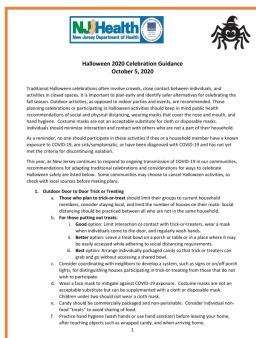 NJ Health
New Jersey Department of Health
Halloween 2020 Celebration Guidance
October 5, 2020
Traditional Halloween celebrations often involve crowds, close contact between individuals, and
activities in closed spaces. It is important to plan early and identify safer alternatives for celebrating the
fall season. Outdoor activities, as opposed to indoor parties and events, are recommended. Those
planning celebrations or participating in Halloween activities should keep in mind public health
recommendations of social and physical distancing, wearing masks that cover the nose and mouth, and
hand hygiene. Costume masks are not an acceptable substitute for cloth or disposable masks.
Individuals should minimize interaction and contact with others who are not a part of their household.
As a reminder, no one should participate in these activities if they or a household member have a known
exposure to COVID-19, are sick/symptomatic, or have been diagnosed with COVID-19 and has not yet
met the criteria for discontinuing isolation.
This year, as New Jersey continues to respond to ongoing transmission of COVID-19 in our communities,
recommendations for adapting traditional celebrations and considerations for ways to celebrate
Halloween safely are listed below. Some municipalities may choose to cancel Halloween activities, so
check with local sources before making plans.
1. Outdoor Door to Door Trick or Treating
a. Those who plan to trick-or-treat should limit their groups to current household
members, consider staying local, and limit the number of houses on their route. Social
distancing should be practiced between all who are not in the same household.
b. For those putting out treats:
i. Good option: Limit interaction or contact with trick-or-treaters, wear a mask
when individuals come to the door, and regularly wash hands.
ii. Better option: Leave a treat bowl on a porch or table or in a place where it may
be easily accessed while adhering to social distancing requirements.
iii. Best option: Arrange individually packaged candy so that trick or treaters can
grab and go without accessing a shared bowl.
c. Consider coordinating with neighbors to develop a system, such as signs or on/off porch
lights, for distinguishing houses participating in trick-or-treating from those that do not
wish to participate.
d. Wear a face mask to mitigate against COVID-19 exposure. Costume masks are not an
acceptable substitute but can be supplemented with a cloth or disposable mask.
Children under two should not wear a cloth mask.
e. Candy should be commercially packaged and non-perishable. Consider individual non-
food "treats" to avoid sharing of food.
f. Practice hand hygiene (wash hands or use hand sanitizer) before leaving your home,
after touching objects such as wrapped candy, and when arriving home.
1